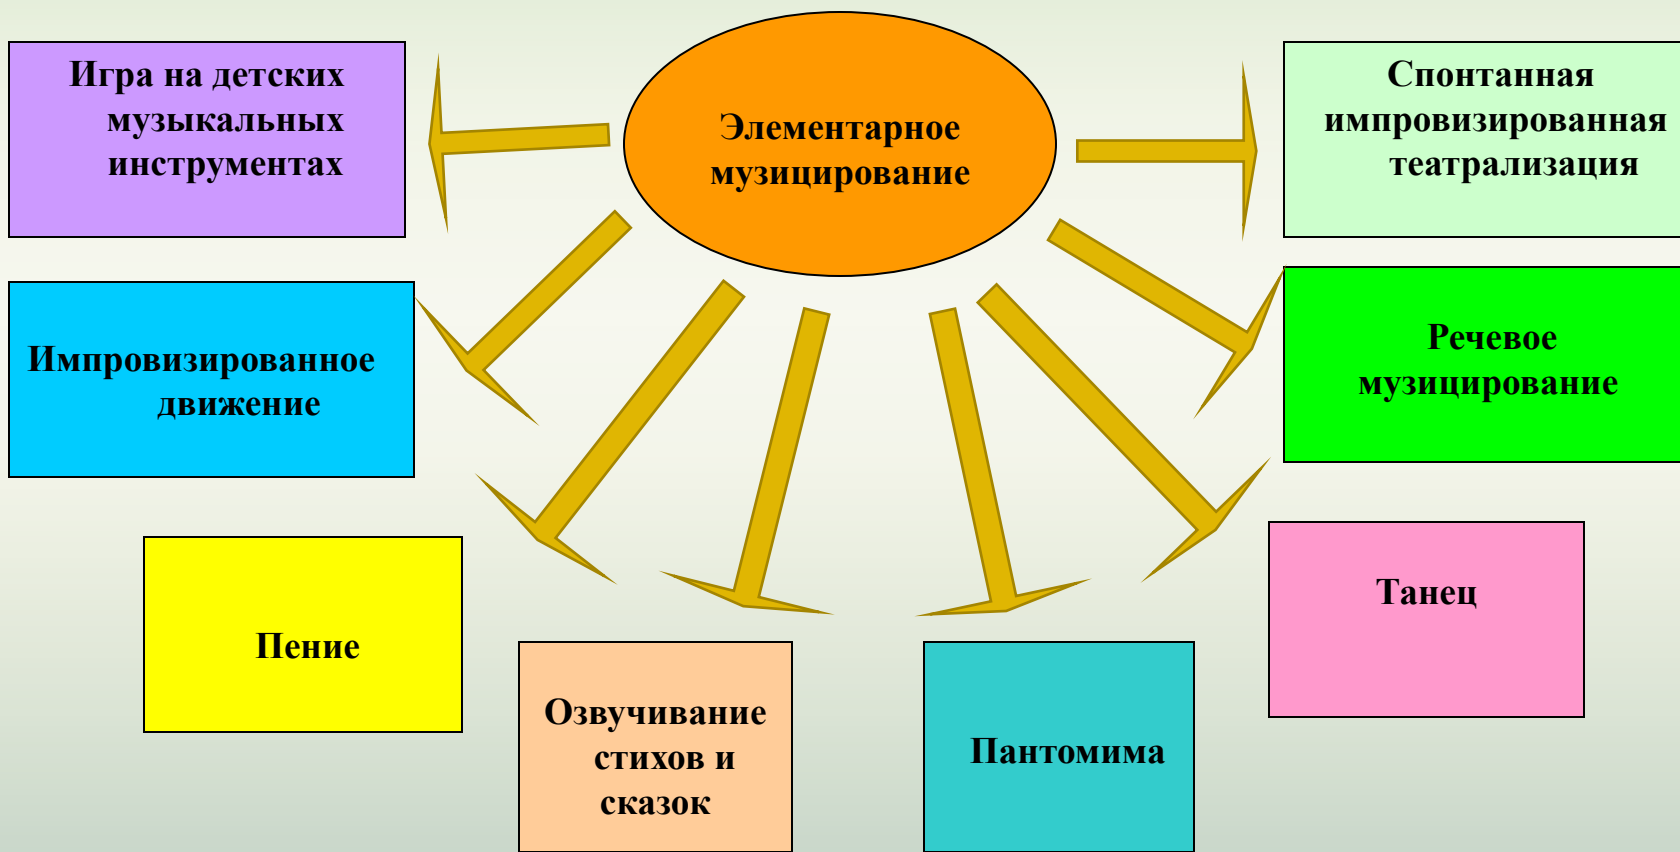 Игра на детских
музыкальных
инструментах
Элементарное
музицирование
Спонтанная
импровизированная
театрализация
Импровизированное
движение
Речевое
музицирование
Пение
Озвучивание
стихов и
сказок
Пантомима
Танец